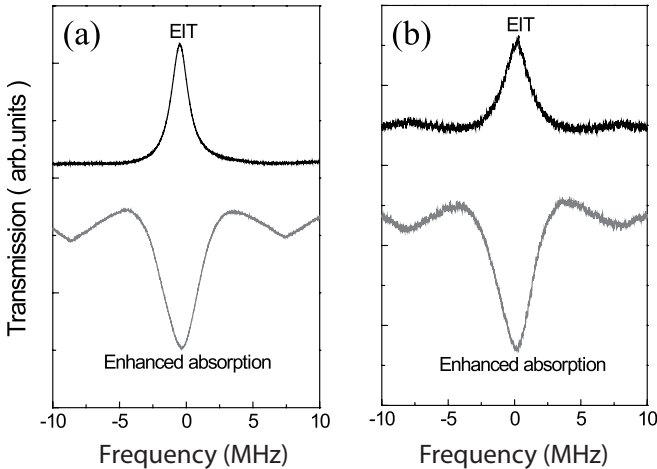 (a)
EIT
Enhanced absorption
-10
-5
0
5
10
Frequency (MHz)
Transmission ( arb.units )
(b)
EIT
Enhanced absorption
-10
-5
0
5
10
Frequency (MHz)